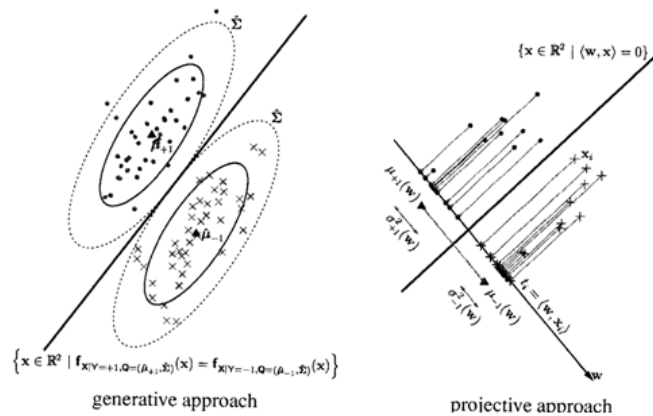 Σ̂
Σ̂
μ̂₊₁
μ̂₋₁
{x ∈ ℝ² | f_{X|Y=+1,Q=(μ̂₊₁,Σ̂)}(x) = f_{X|Y=−1,Q=(μ̂₋₁,Σ̂)}(x)}
generative approach
{x ∈ ℝ² | ⟨w, x⟩ = 0}
xᵢ
μ₊₁(w)
σ²₊₁(w)
μ₋₁(w)
σ²₋₁(w)
tᵢ = ⟨w, xᵢ⟩
w
projective approach